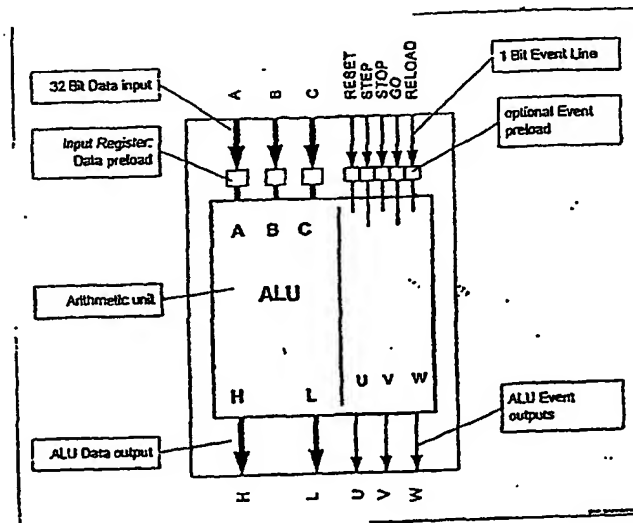 32 Bit Data input
A
B
C
RESET
STEP
STOP
GO
RELOAD
1 Bit Event Line
Input Register:
Data preload
optional Event
preload
A B C
Arithmetic unit
ALU
U V W
H L
ALU Data output
ALU Event
outputs
H
L
U
V
W